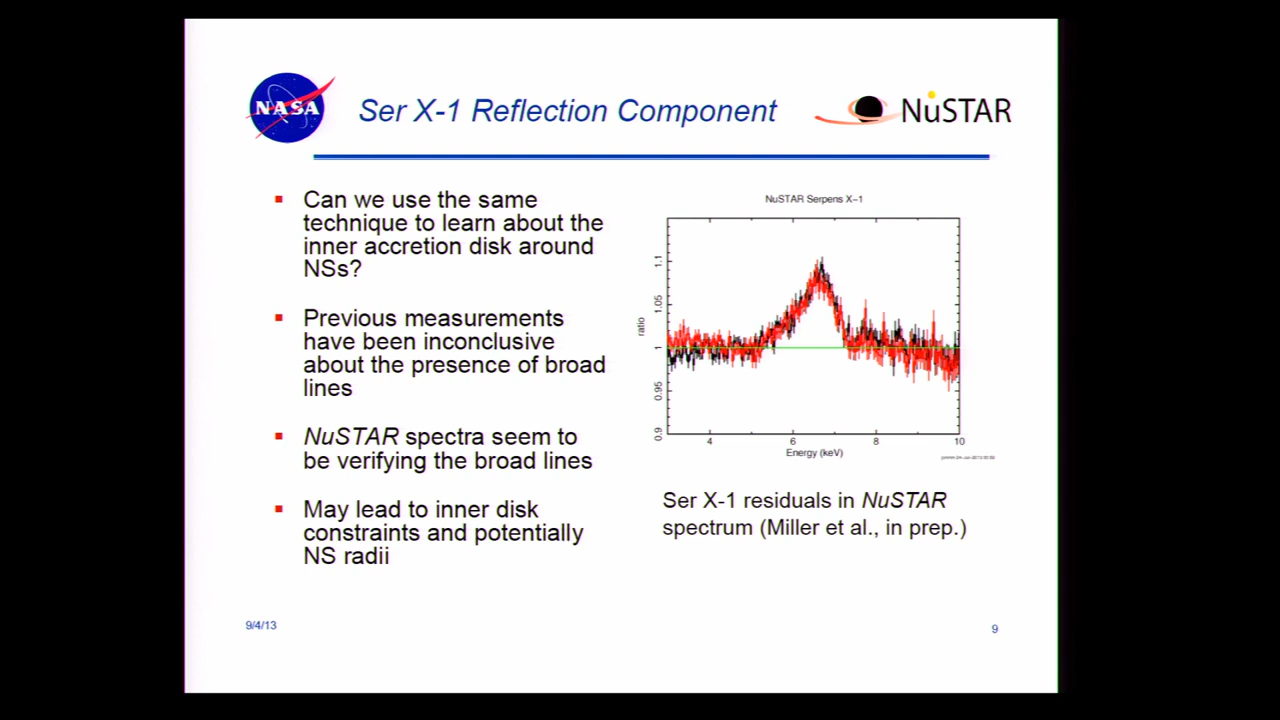 NASA
Ser X-1 Reflection Component
NuSTAR
▪ Can we use the same
technique to learn about the
inner accretion disk around
NSs?
▪ Previous measurements
have been inconclusive
about the presence of broad
lines
▪ NuSTAR spectra seem to
be verifying the broad lines
▪ May lead to inner disk
constraints and potentially
NS radii
NuSTAR Serpens X−1
ratio
1.1
1.05
1
0.95
0.9
4 6 8 10
Energy (keV)
Ser X-1 residuals in NuSTAR
spectrum (Miller et al., in prep.)
9/4/13
9